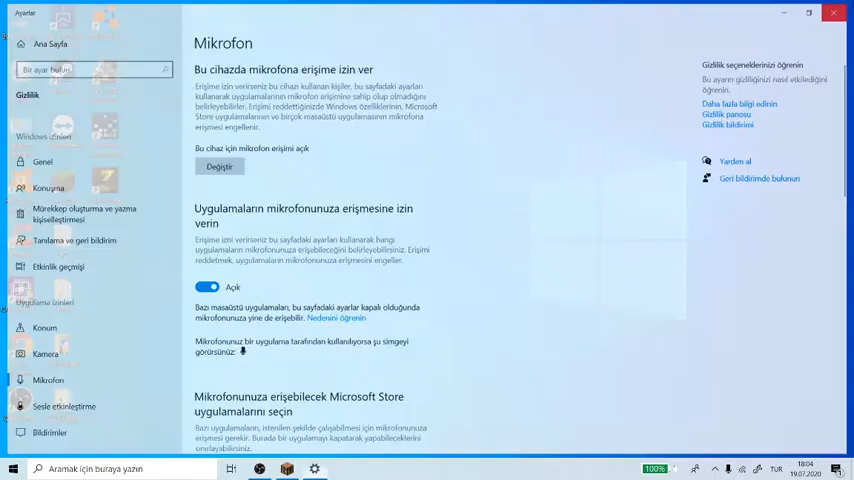 Ayarlar
Ana Sayfa
Bir ayar bulun
Gizlilik
Windows izinleri
Genel
Konuşma
Mürekkep oluşturma ve yazma
kişiselleştirmesi
Tanılama ve geri bildirim
Etkinlik geçmişi
Uygulama izinleri
Konum
Kamera
Mikrofon
Sesle etkinleştirme
Bildirimler
Mikrofon
Bu cihazda mikrofona erişime izin ver
Erişime izin verirseniz bu cihazı kullanan kişiler, bu sayfadaki ayarları
kullanarak uygulamalarının mikrofon erişimine sahip olup olmadığını
belirleyebilirler. Erişimi reddettiğinizde Windows özelliklerinin, Microsoft
Store uygulamalarının ve birçok masaüstü uygulamasının mikrofona
erişmesi engellenir.
Bu cihaz için mikrofon erişimi açık
Değiştir
Uygulamaların mikrofonunuza erişmesine izin
verin
Erişime izni verirseniz bu sayfadaki ayarları kullanarak hangi
uygulamaların mikrofonunuza erişebileceğini belirleyebilirsiniz. Erişimi
reddetmek, uygulamaların mikrofonunuza erişmesini engeller.
Açık
Bazı masaüstü uygulamaları, bu sayfadaki ayarlar kapalı olduğunda
mikrofonunuza yine de erişebilir. Nedenini öğrenin
Mikrofonunuz bir uygulama tarafından kullanılıyorsa şu simgeyi
görürsünüz:
Mikrofonunuza erişebilecek Microsoft Store
uygulamalarını seçin
Bazı uygulamaların, istenilen şekilde çalışabilmesi için mikrofonunuza
erişmesi gerekir. Burada bir uygulamayı kapatarak yapabileceklerini
sınırlayabilirsiniz.
Gizlilik seçeneklerinizi öğrenin
Bu ayarın gizliliğinizi nasıl etkilediğini
öğrenin.
Daha fazla bilgi edinin
Gizlilik panosu
Gizlilik bildirimi
Yardım al
Geri bildirimde bulunun
Aramak için buraya yazın
100%
TUR
18:04
19.07.2020
1